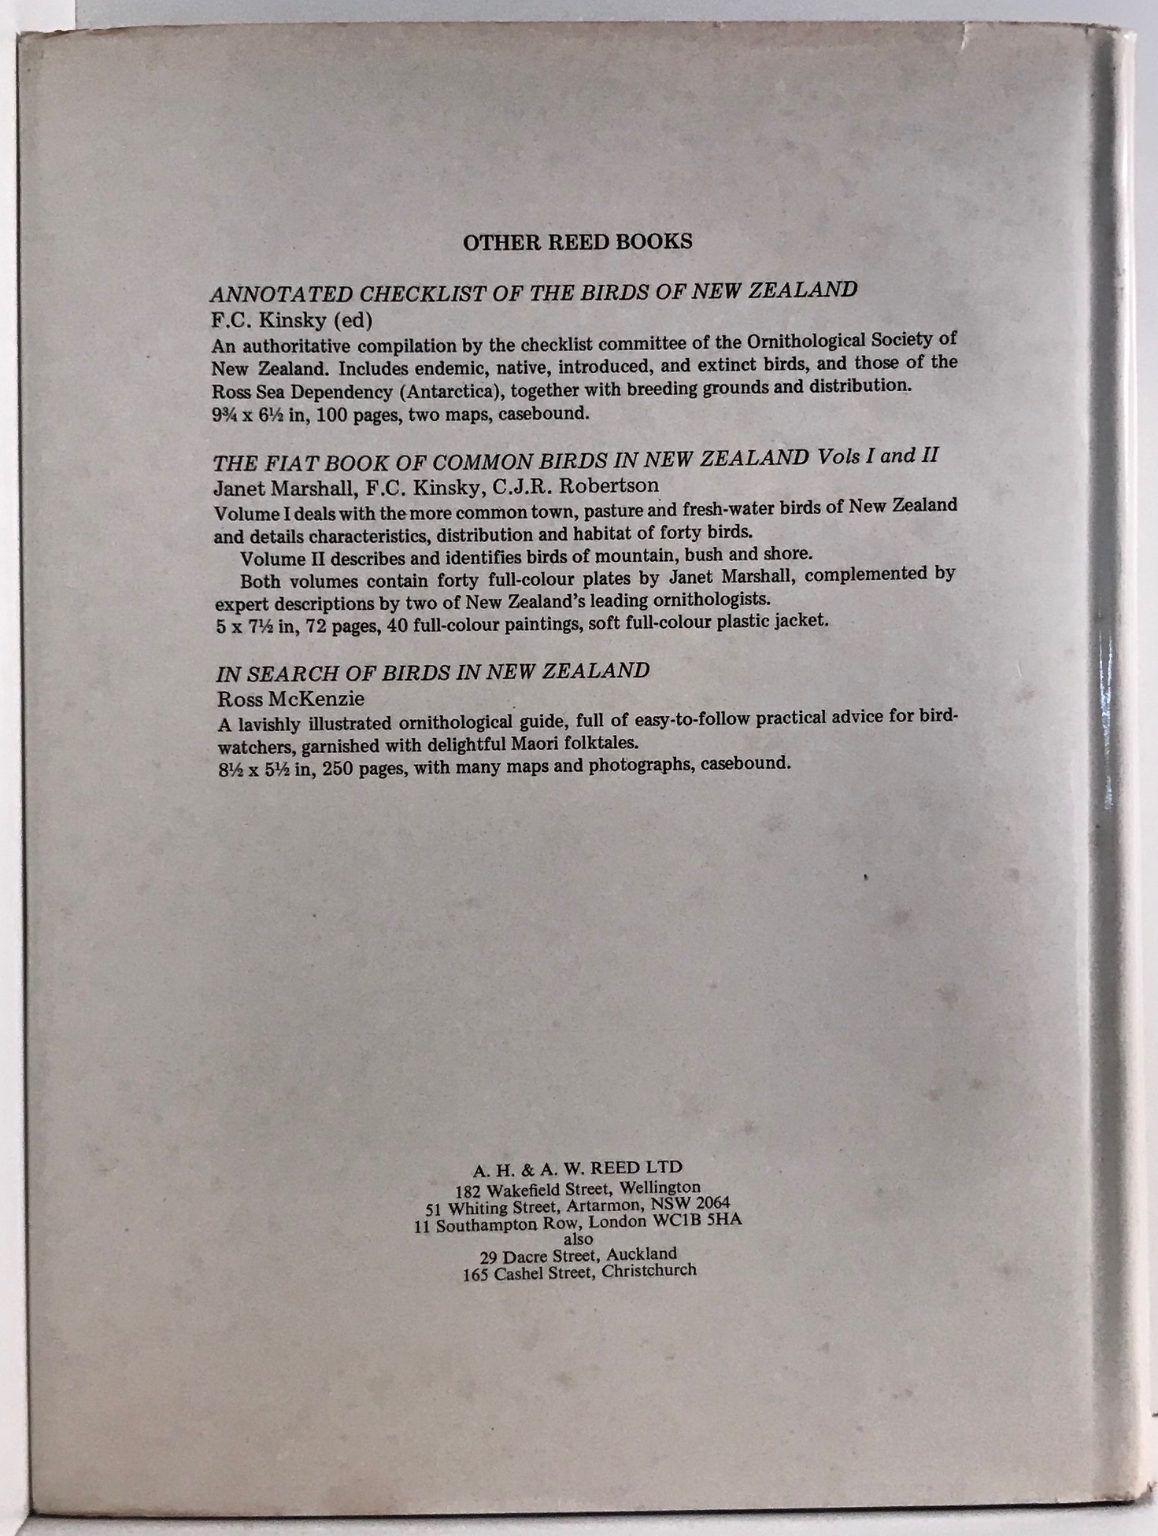 OTHER REED BOOKS
ANNOTATED CHECKLIST OF THE BIRDS OF NEW ZEALAND
F.C. Kinsky (ed)
An authoritative compilation by the checklist committee of the Ornithological Society of
New Zealand. Includes endemic, native, introduced, and extinct birds, and those of the
Ross Sea Dependency (Antarctica), together with breeding grounds and distribution.
9¾ x 6½ in, 100 pages, two maps, casebound.
THE FIAT BOOK OF COMMON BIRDS IN NEW ZEALAND Vols I and II
Janet Marshall, F.C. Kinsky, C.J.R. Robertson
Volume I deals with the more common town, pasture and fresh-water birds of New Zealand
and details characteristics, distribution and habitat of forty birds.
Volume II describes and identifies birds of mountain, bush and shore.
Both volumes contain forty full-colour plates by Janet Marshall, complemented by
expert descriptions by two of New Zealand's leading ornithologists.
5 x 7½ in, 72 pages, 40 full-colour paintings, soft full-colour plastic jacket.
IN SEARCH OF BIRDS IN NEW ZEALAND
Ross McKenzie
A lavishly illustrated ornithological guide, full of easy-to-follow practical advice for bird-
watchers, garnished with delightful Maori folktales.
8½ x 5½ in, 250 pages, with many maps and photographs, casebound.
A. H. & A. W. REED LTD
182 Wakefield Street, Wellington
51 Whiting Street, Artarmon, NSW 2064
11 Southampton Row, London WC1B 5HA
also
29 Dacre Street, Auckland
165 Cashel Street, Christchurch